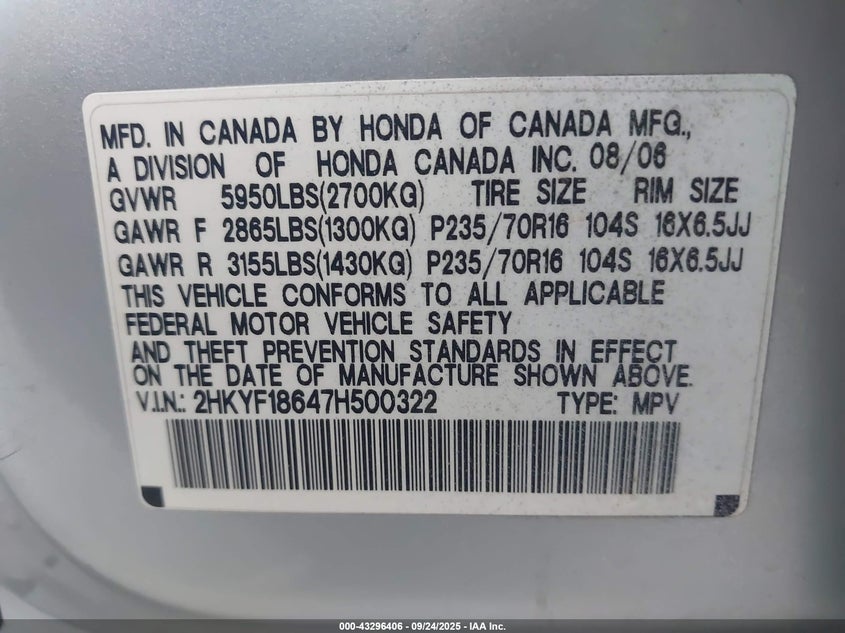 MFD. IN CANADA BY HONDA OF CANADA MFG.,
A DIVISION OF HONDA CANADA INC. 08/06
GVWR 5950LBS(2700KG) TIRE SIZE RIM SIZE
GAWR F 2865LBS(1300KG) P235/70R16 104S 16X6.5JJ
GAWR R 3155LBS(1430KG) P235/70R16 104S 16X6.5JJ
THIS VEHICLE CONFORMS TO ALL APPLICABLE
FEDERAL MOTOR VEHICLE SAFETY
AND THEFT PREVENTION STANDARDS IN EFFECT
ON THE DATE OF MANUFACTURE SHOWN ABOVE.
V.I.N.: 2HKYF18647H500322 TYPE: MPV
000-43296406 - 09/24/2025 - IAA Inc.